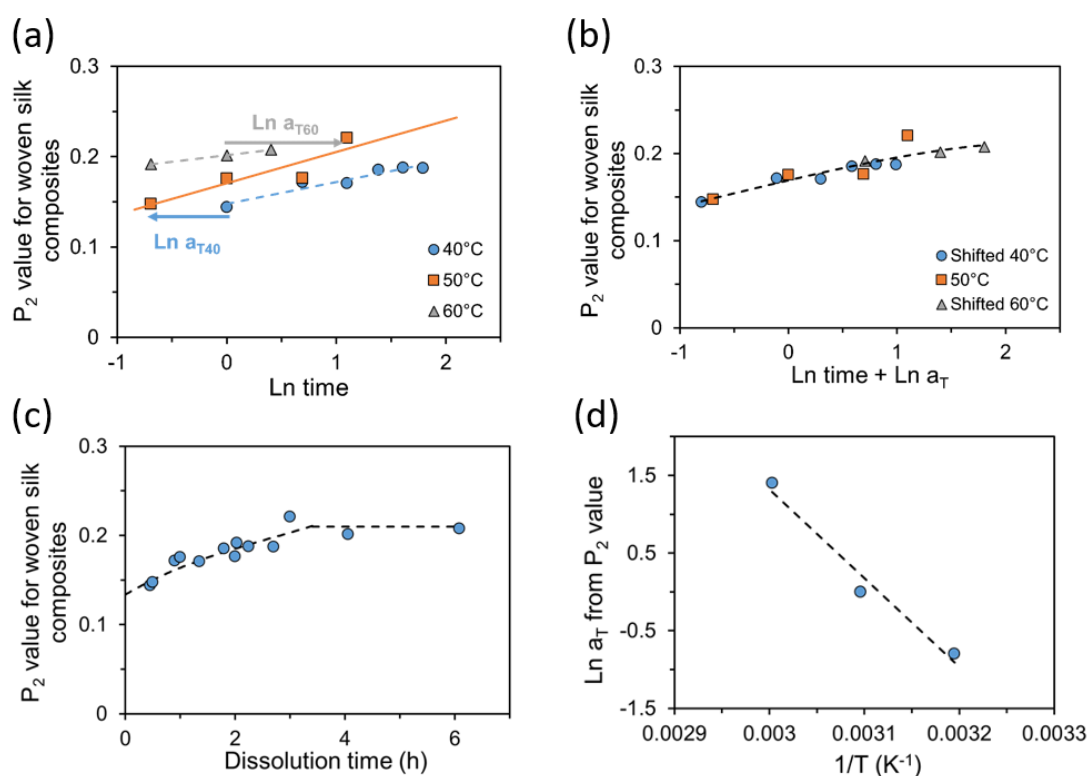 (a)
P₂ value for woven silk
composites
0.3
0.2
0.1
0
Ln a_T60
Ln a_T40
40°C
50°C
60°C
-1
0
1
2
Ln time
(b)
P₂ value for woven silk
composites
0.3
0.2
0.1
0
Shifted 40°C
50°C
Shifted 60°C
-1
0
1
2
Ln time + Ln a_T
(c)
P₂ value for woven silk
composites
0.3
0.2
0.1
0
0
2
4
6
Dissolution time (h)
(d)
Ln a_T from P₂ value
1.5
0.5
-0.5
-1.5
0.0029
0.003
0.0031
0.0032
0.0033
1/T (K⁻¹)